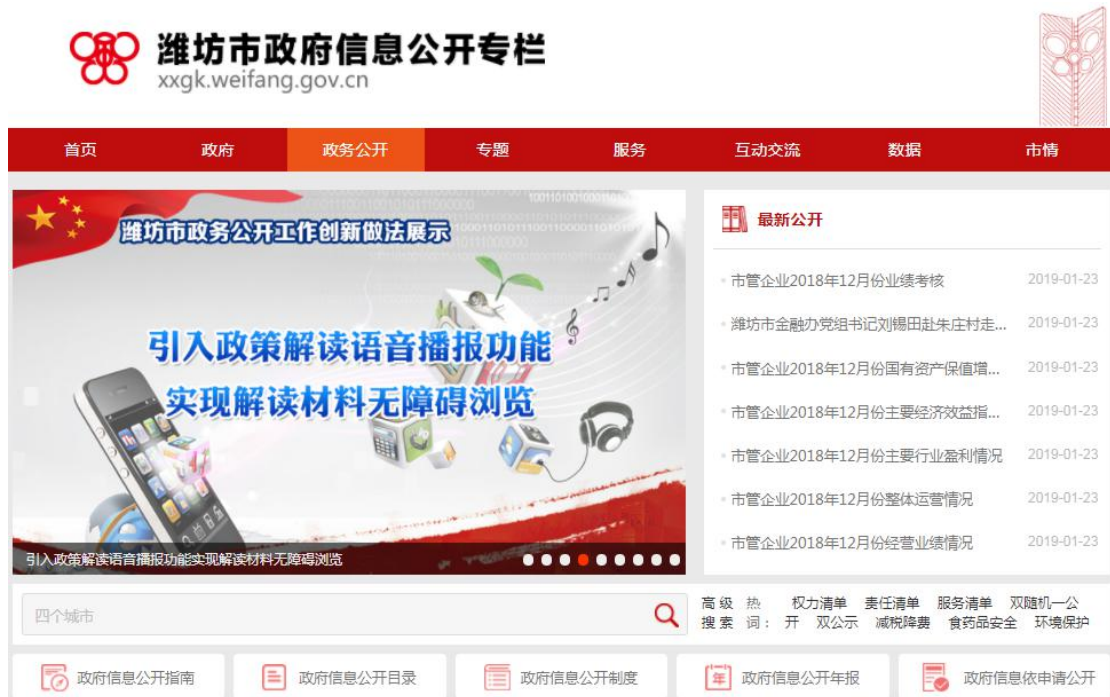 潍坊市政府信息公开专栏
xxgk.weifang.gov.cn
首页 政府 政务公开 专题 服务 互动交流 数据 市情
潍坊市政务公开工作创新做法展示
引入政策解读语音播报功能
实现解读材料无障碍浏览
引入政策解读语音播报功能实现解读材料无障碍浏览
最新公开
市管企业2018年12月份业绩考核 2019-01-23
潍坊市金融办党组书记刘锡田赴朱庄村走... 2019-01-23
市管企业2018年12月份国有资产保值增... 2019-01-23
市管企业2018年12月份主要经济效益指... 2019-01-23
市管企业2018年12月份主要行业盈利情况 2019-01-23
市管企业2018年12月份整体运营情况 2019-01-23
市管企业2018年12月份经营业绩情况 2019-01-23
四个城市
高级 热 权力清单 责任清单 服务清单 双随机一公
搜索 词: 开 双公示 减税降费 食药品安全 环境保护
政府信息公开指南 政府信息公开目录 政府信息公开制度 年 政府信息公开年报 政府信息依申请公开